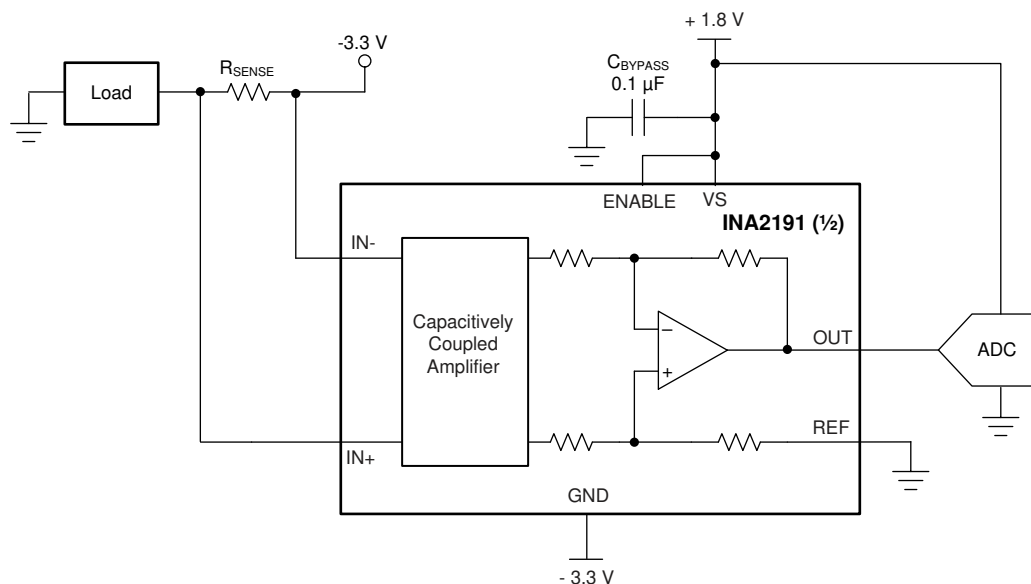 + 1.8 V
-3.3 V
RSENSE
CBYPASS
0.1 µF
Load
ENABLE
VS
INA2191 (½)
IN-
Capacitively
Coupled
Amplifier
−
+
OUT
ADC
REF
IN+
GND
- 3.3 V